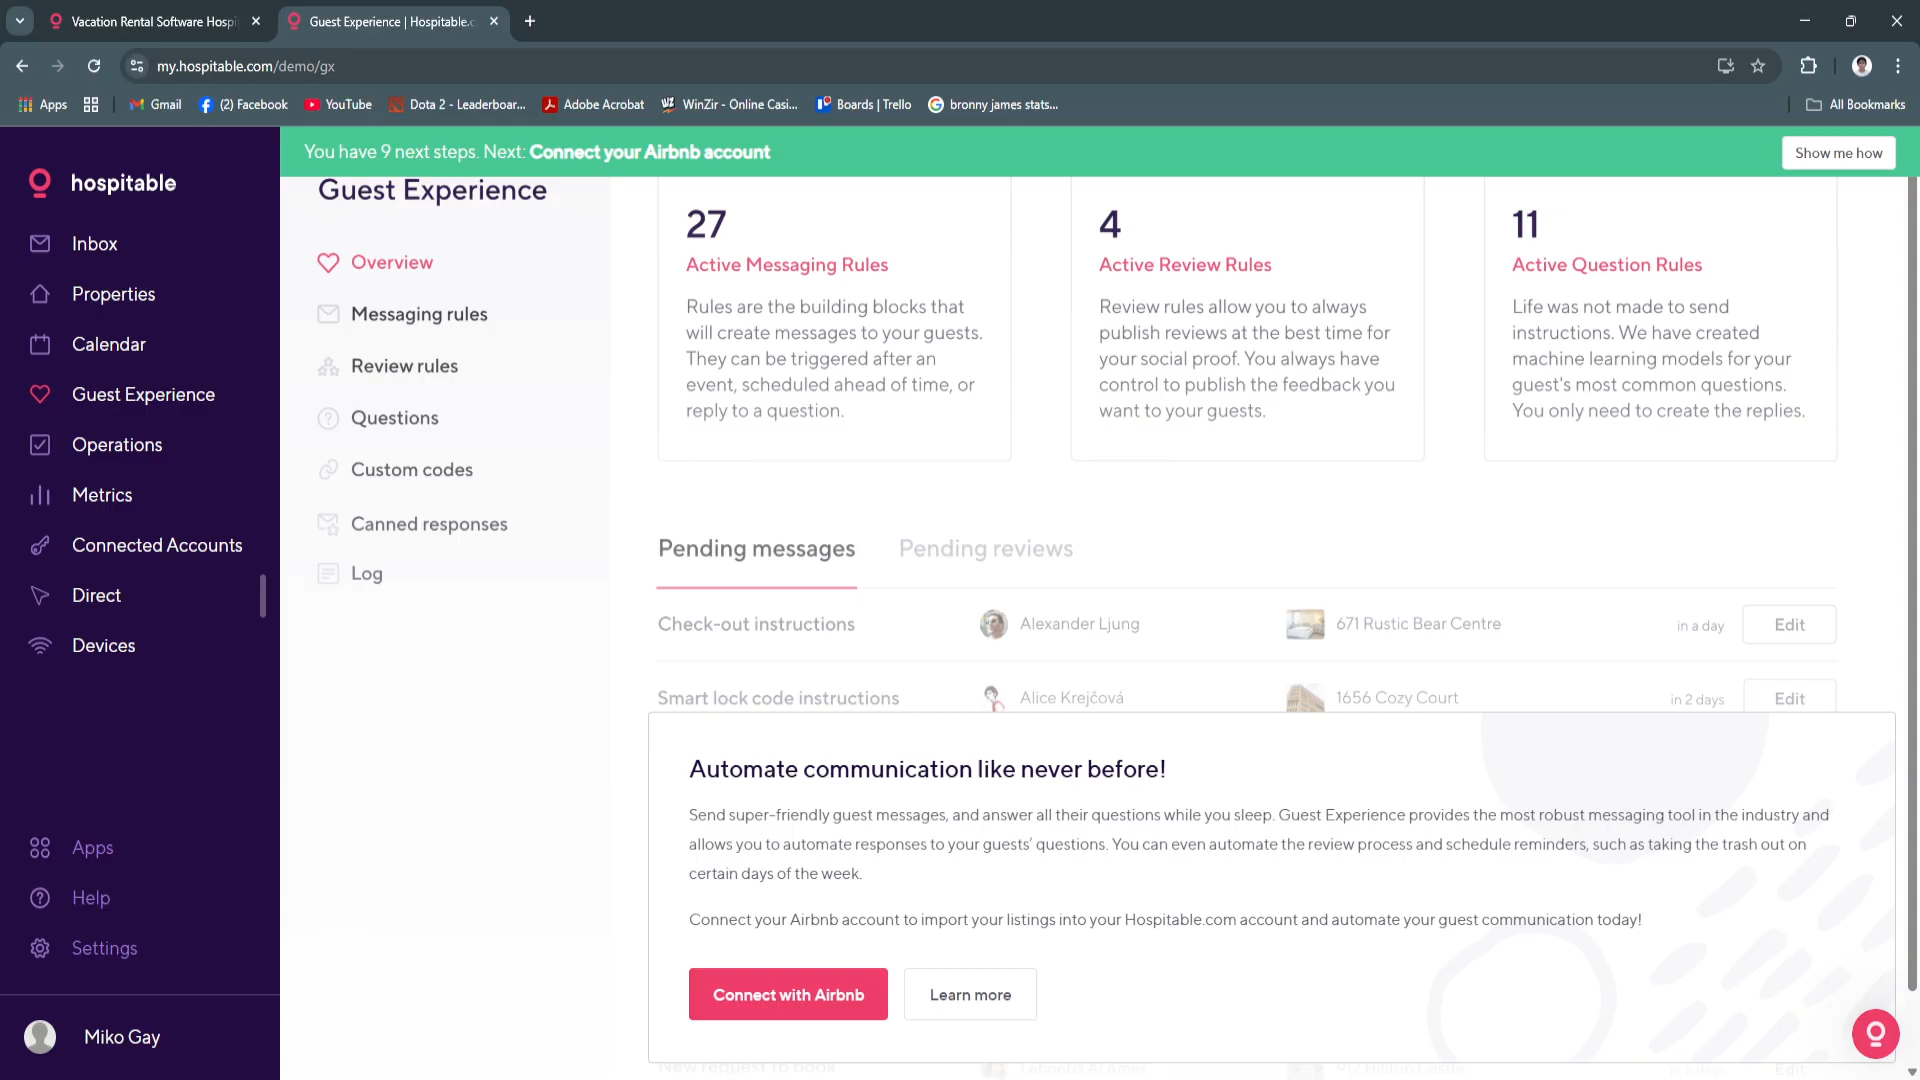 Vacation Rental Software Hospi
Guest Experience | Hospitable.c
my.hospitable.com/demo/gx
Apps
Gmail
(2) Facebook
YouTube
Dota 2 - Leaderboar...
Adobe Acrobat
WinZir - Online Casi...
Boards | Trello
bronny james stats...
All Bookmarks
hospitable
Inbox
Properties
Calendar
Guest Experience
Operations
Metrics
Connected Accounts
Direct
Devices
Apps
Help
Settings
Miko Gay
You have 9 next steps. Next: Connect your Airbnb account
Show me how
Guest Experience
Overview
Messaging rules
Review rules
Questions
Custom codes
Canned responses
Log
27
Active Messaging Rules
Rules are the building blocks that
will create messages to your guests.
They can be triggered after an
event, scheduled ahead of time, or
reply to a question.
4
Active Review Rules
Review rules allow you to always
publish reviews at the best time for
your social proof. You always have
control to publish the feedback you
want to your guests.
11
Active Question Rules
Life was not made to send
instructions. We have created
machine learning models for your
guest's most common questions.
You only need to create the replies.
Pending messages
Pending reviews
Check-out instructions
Alexander Ljung
671 Rustic Bear Centre
in a day
Edit
Smart lock code instructions
Alice Krejčová
1656 Cozy Court
in 2 days
Edit
Automate communication like never before!
Send super-friendly guest messages, and answer all their questions while you sleep. Guest Experience provides the most robust messaging tool in the industry and
allows you to automate responses to your guests’ questions. You can even automate the review process and schedule reminders, such as taking the trash out on
certain days of the week.
Connect your Airbnb account to import your listings into your Hospitable.com account and automate your guest communication today!
Connect with Airbnb
Learn more
New request to book